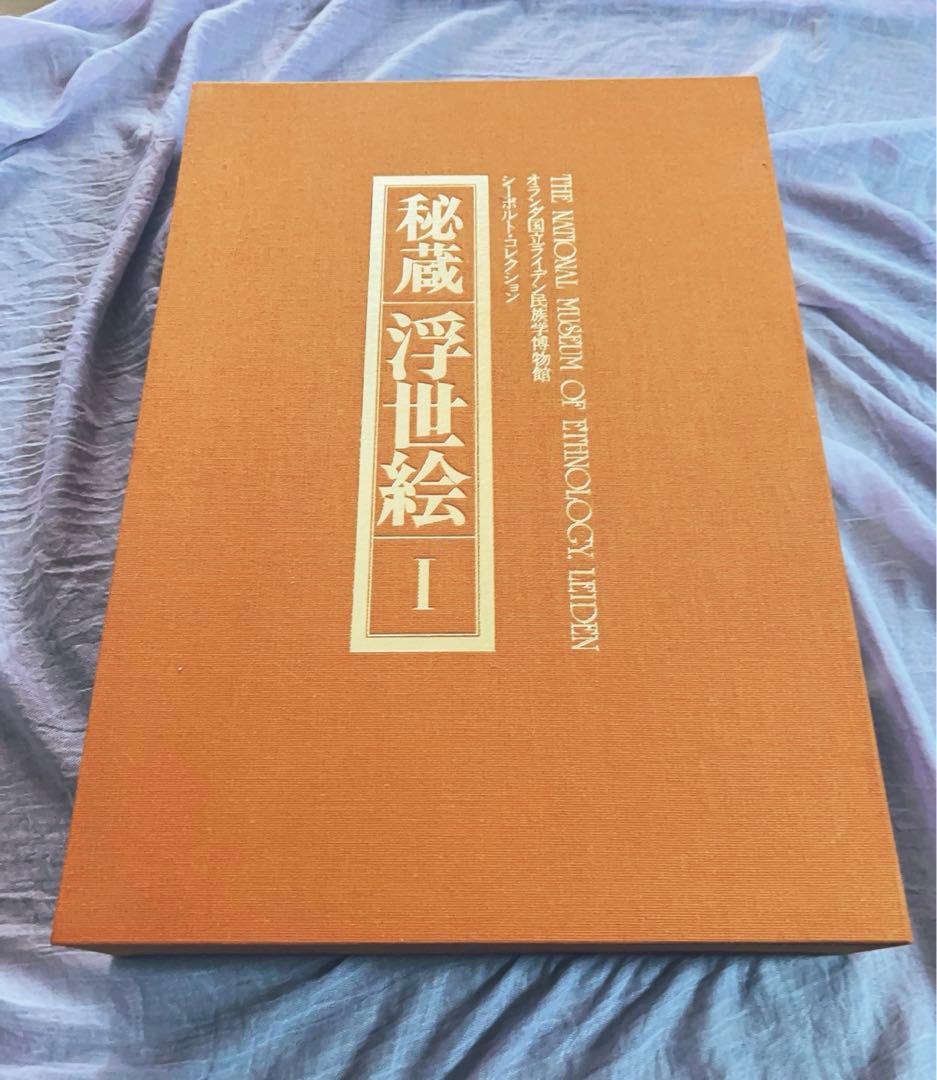 THE NATIONAL MUSEUM OF ETHNOLOGY, LEIDEN
オランダ国立ライデン民族学博物館
シーボルト・コレクション
秘蔵
浮世絵
I